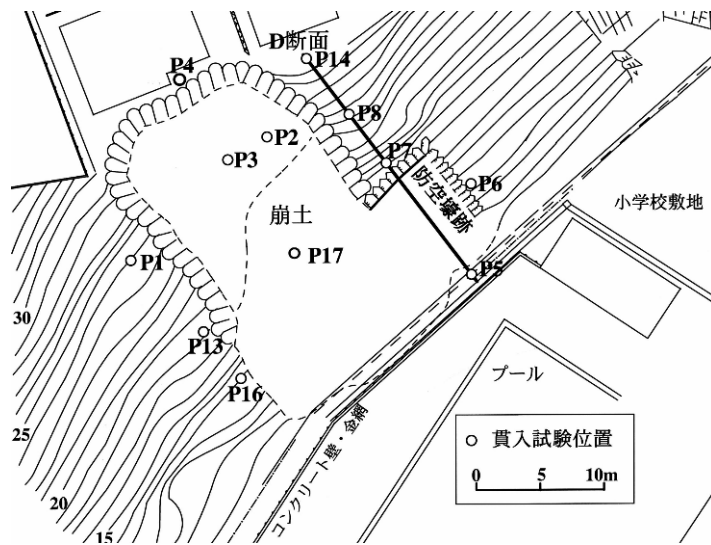 D断面
P14
P4
P8
P2
P7
P3
P6
防空壕跡
小学校敷地
崩土
P17
P1
P5
30
P13
プール
P16
コンクリート壁・金網
25
貫入試験位置
0 5 10m
20
15